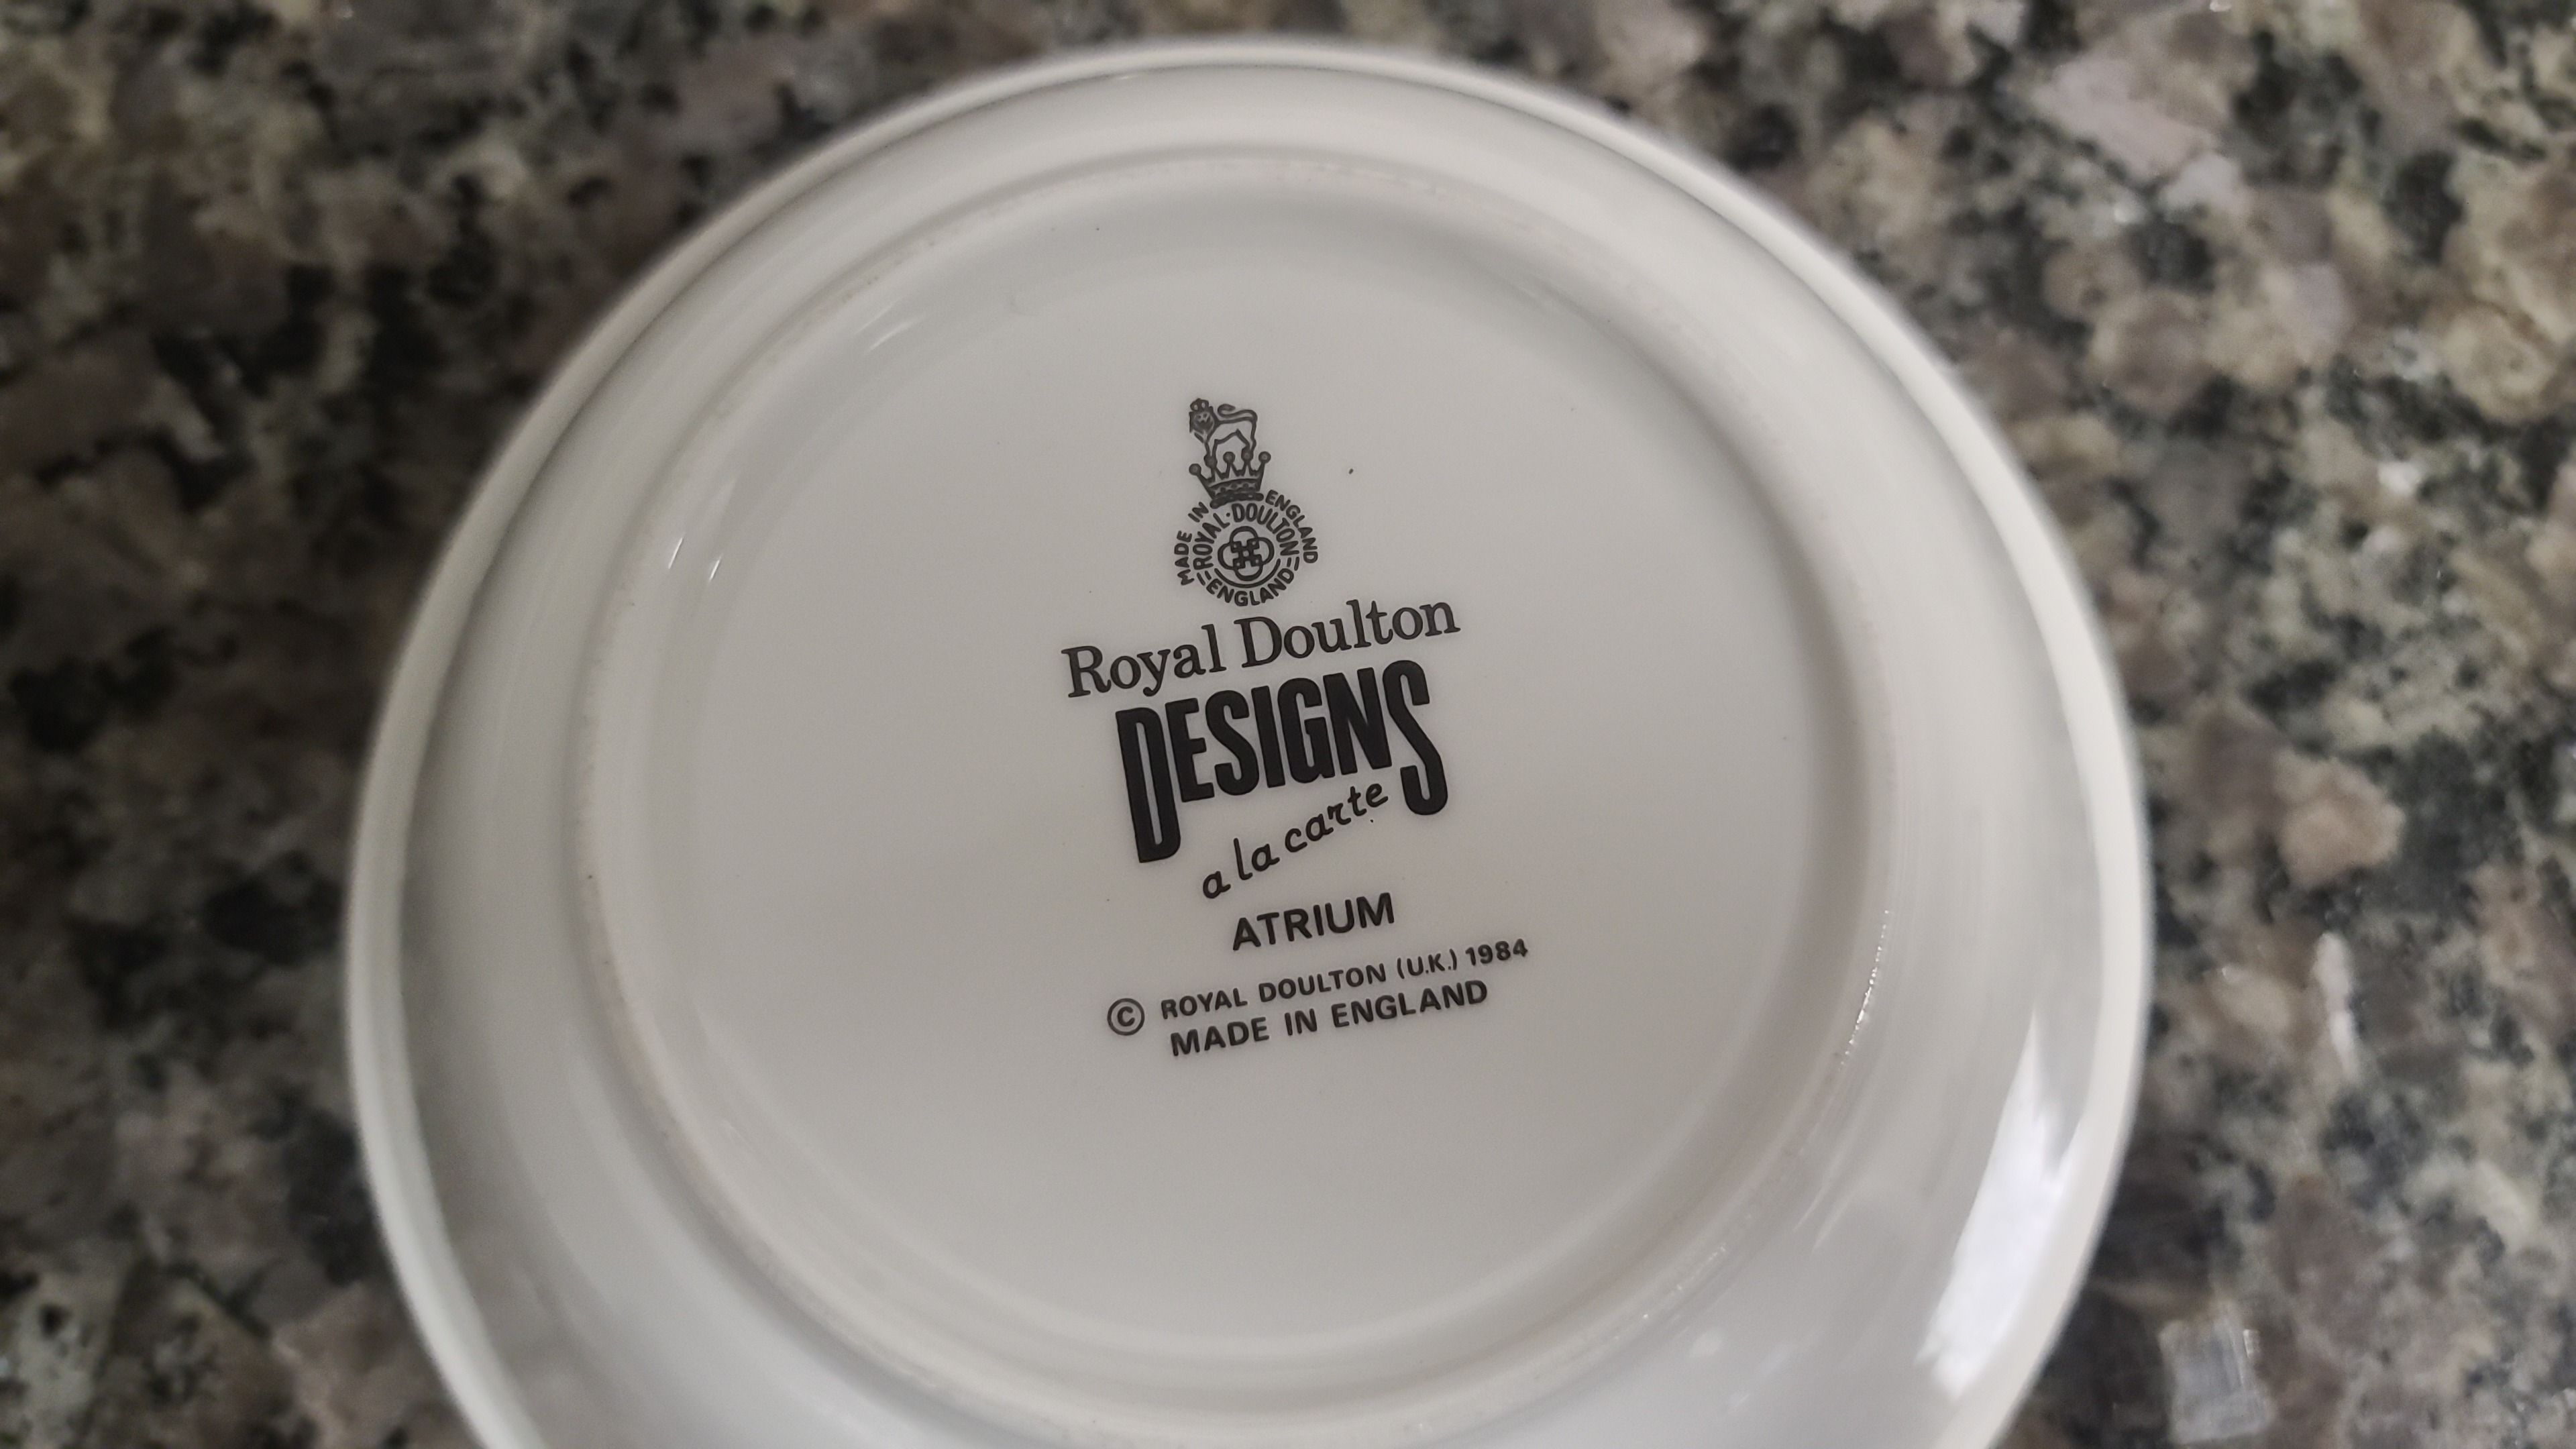 MADE IN ENGLAND
ROYAL·DOULTON
ENGLAND
Royal Doulton
DESIGNS
a la carte
ATRIUM
© ROYAL DOULTON (U.K.) 1984
MADE IN ENGLAND